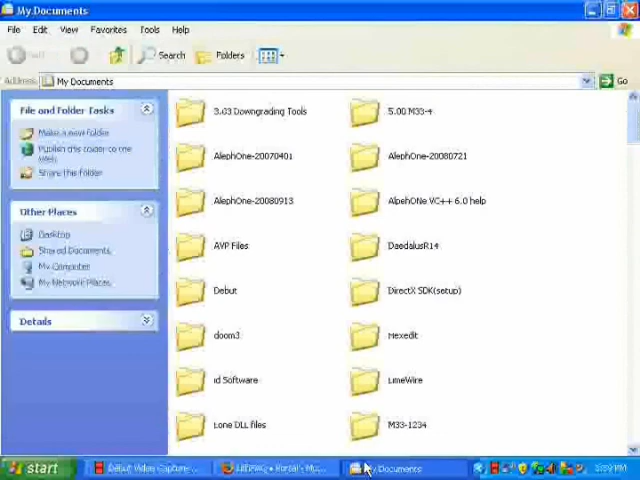 My Documents
File Edit View Favorites Tools Help
Search Folders
Address My Documents Go
File and Folder Tasks
Make a new folder
Publish this folder to the
Web
Share this folder
Other Places
Desktop
Shared Documents
My Computer
My Network Places
Details
3.03 Downgrading Tools
5.00 M33-4
AlephOne-20070401
AlephOne-20080721
AlephOne-20080913
AlpehONe VC++ 6.0 help
AVP Files
DaedalusR14
Debut
DirectX SDK(setup)
doom3
Hexedit
id Software
LimeWire
Lone DLL files
M33-1234
start Debut Video Capture... My Documents